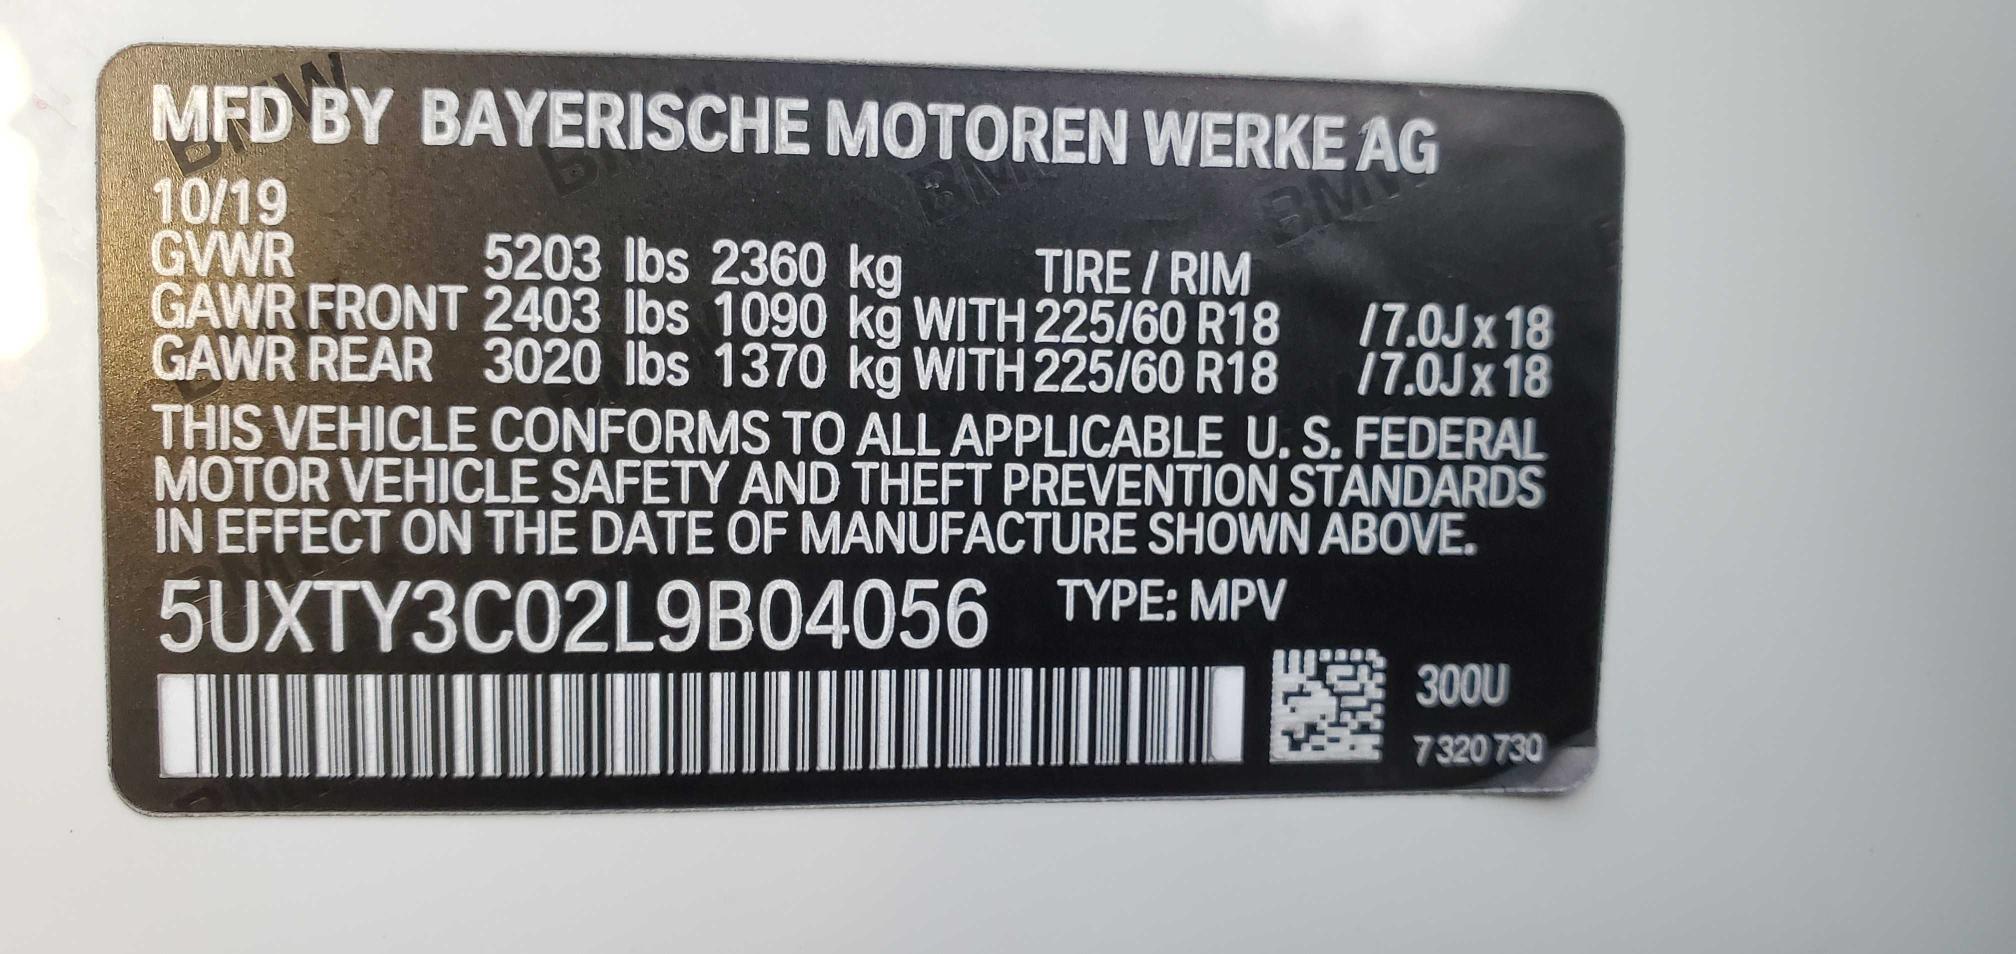 MFD BY BAYERISCHE MOTOREN WERKE AG
10/19
GVWR 5203 lbs 2360 kg TIRE / RIM
GAWR FRONT 2403 lbs 1090 kg WITH 225/60 R18 /7.0J x 18
GAWR REAR 3020 lbs 1370 kg WITH 225/60 R18 /7.0J x 18
THIS VEHICLE CONFORMS TO ALL APPLICABLE U. S. FEDERAL
MOTOR VEHICLE SAFETY AND THEFT PREVENTION STANDARDS
IN EFFECT ON THE DATE OF MANUFACTURE SHOWN ABOVE.
5UXTY3C02L9B04056 TYPE: MPV
300U
7 320 730